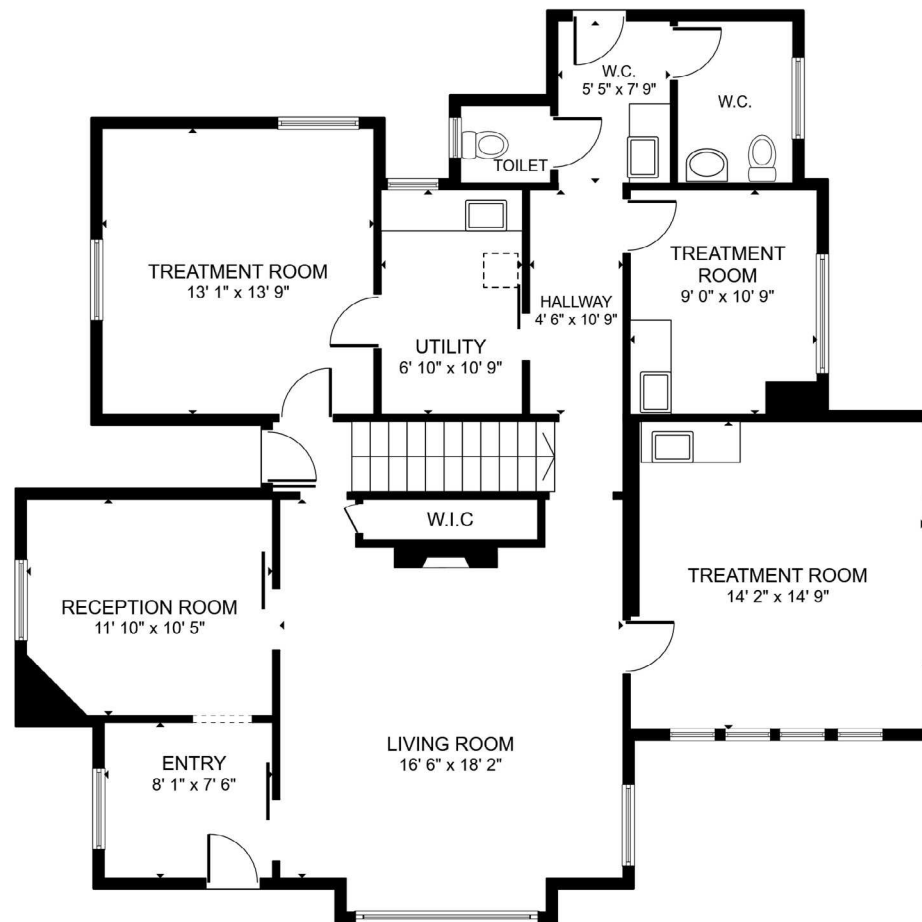 W.C.
5' 5" x 7' 9"
W.C.
TOILET
TREATMENT ROOM
13' 1" x 13' 9"
TREATMENT
ROOM
9' 0" x 10' 9"
HALLWAY
4' 6" x 10' 9"
UTILITY
6' 10" x 10' 9"
W.I.C
RECEPTION ROOM
11' 10" x 10' 5"
TREATMENT ROOM
14' 2" x 14' 9"
LIVING ROOM
16' 6" x 18' 2"
ENTRY
8' 1" x 7' 6"